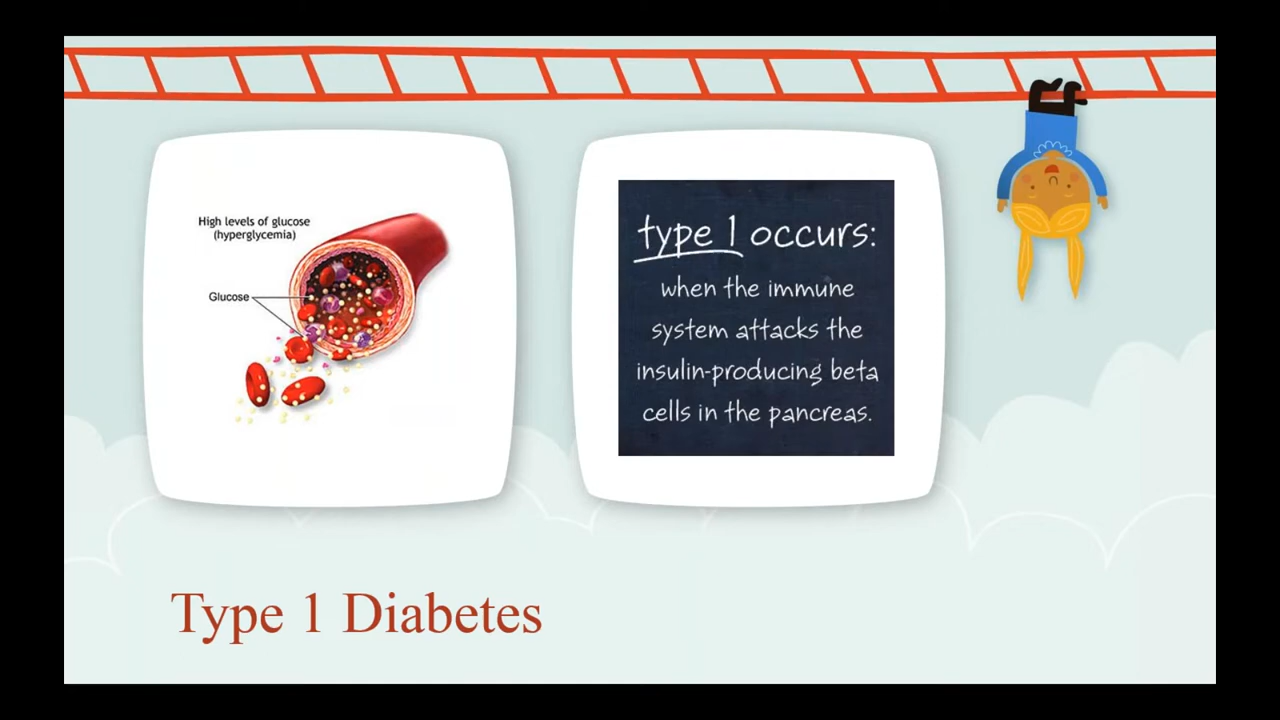 High levels of glucose
(hyperglycemia)
Glucose
type 1 occurs:
when the immune
system attacks the
insulin-producing beta
cells in the pancreas.
Type 1 Diabetes